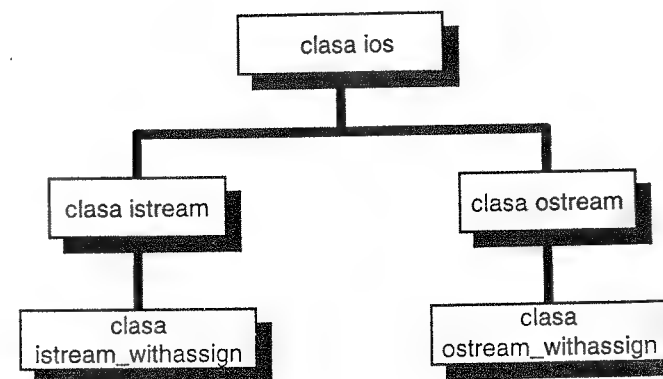 clasa ios
clasa istream
clasa ostream
clasa
istream_withassign
clasa
ostream_withassign